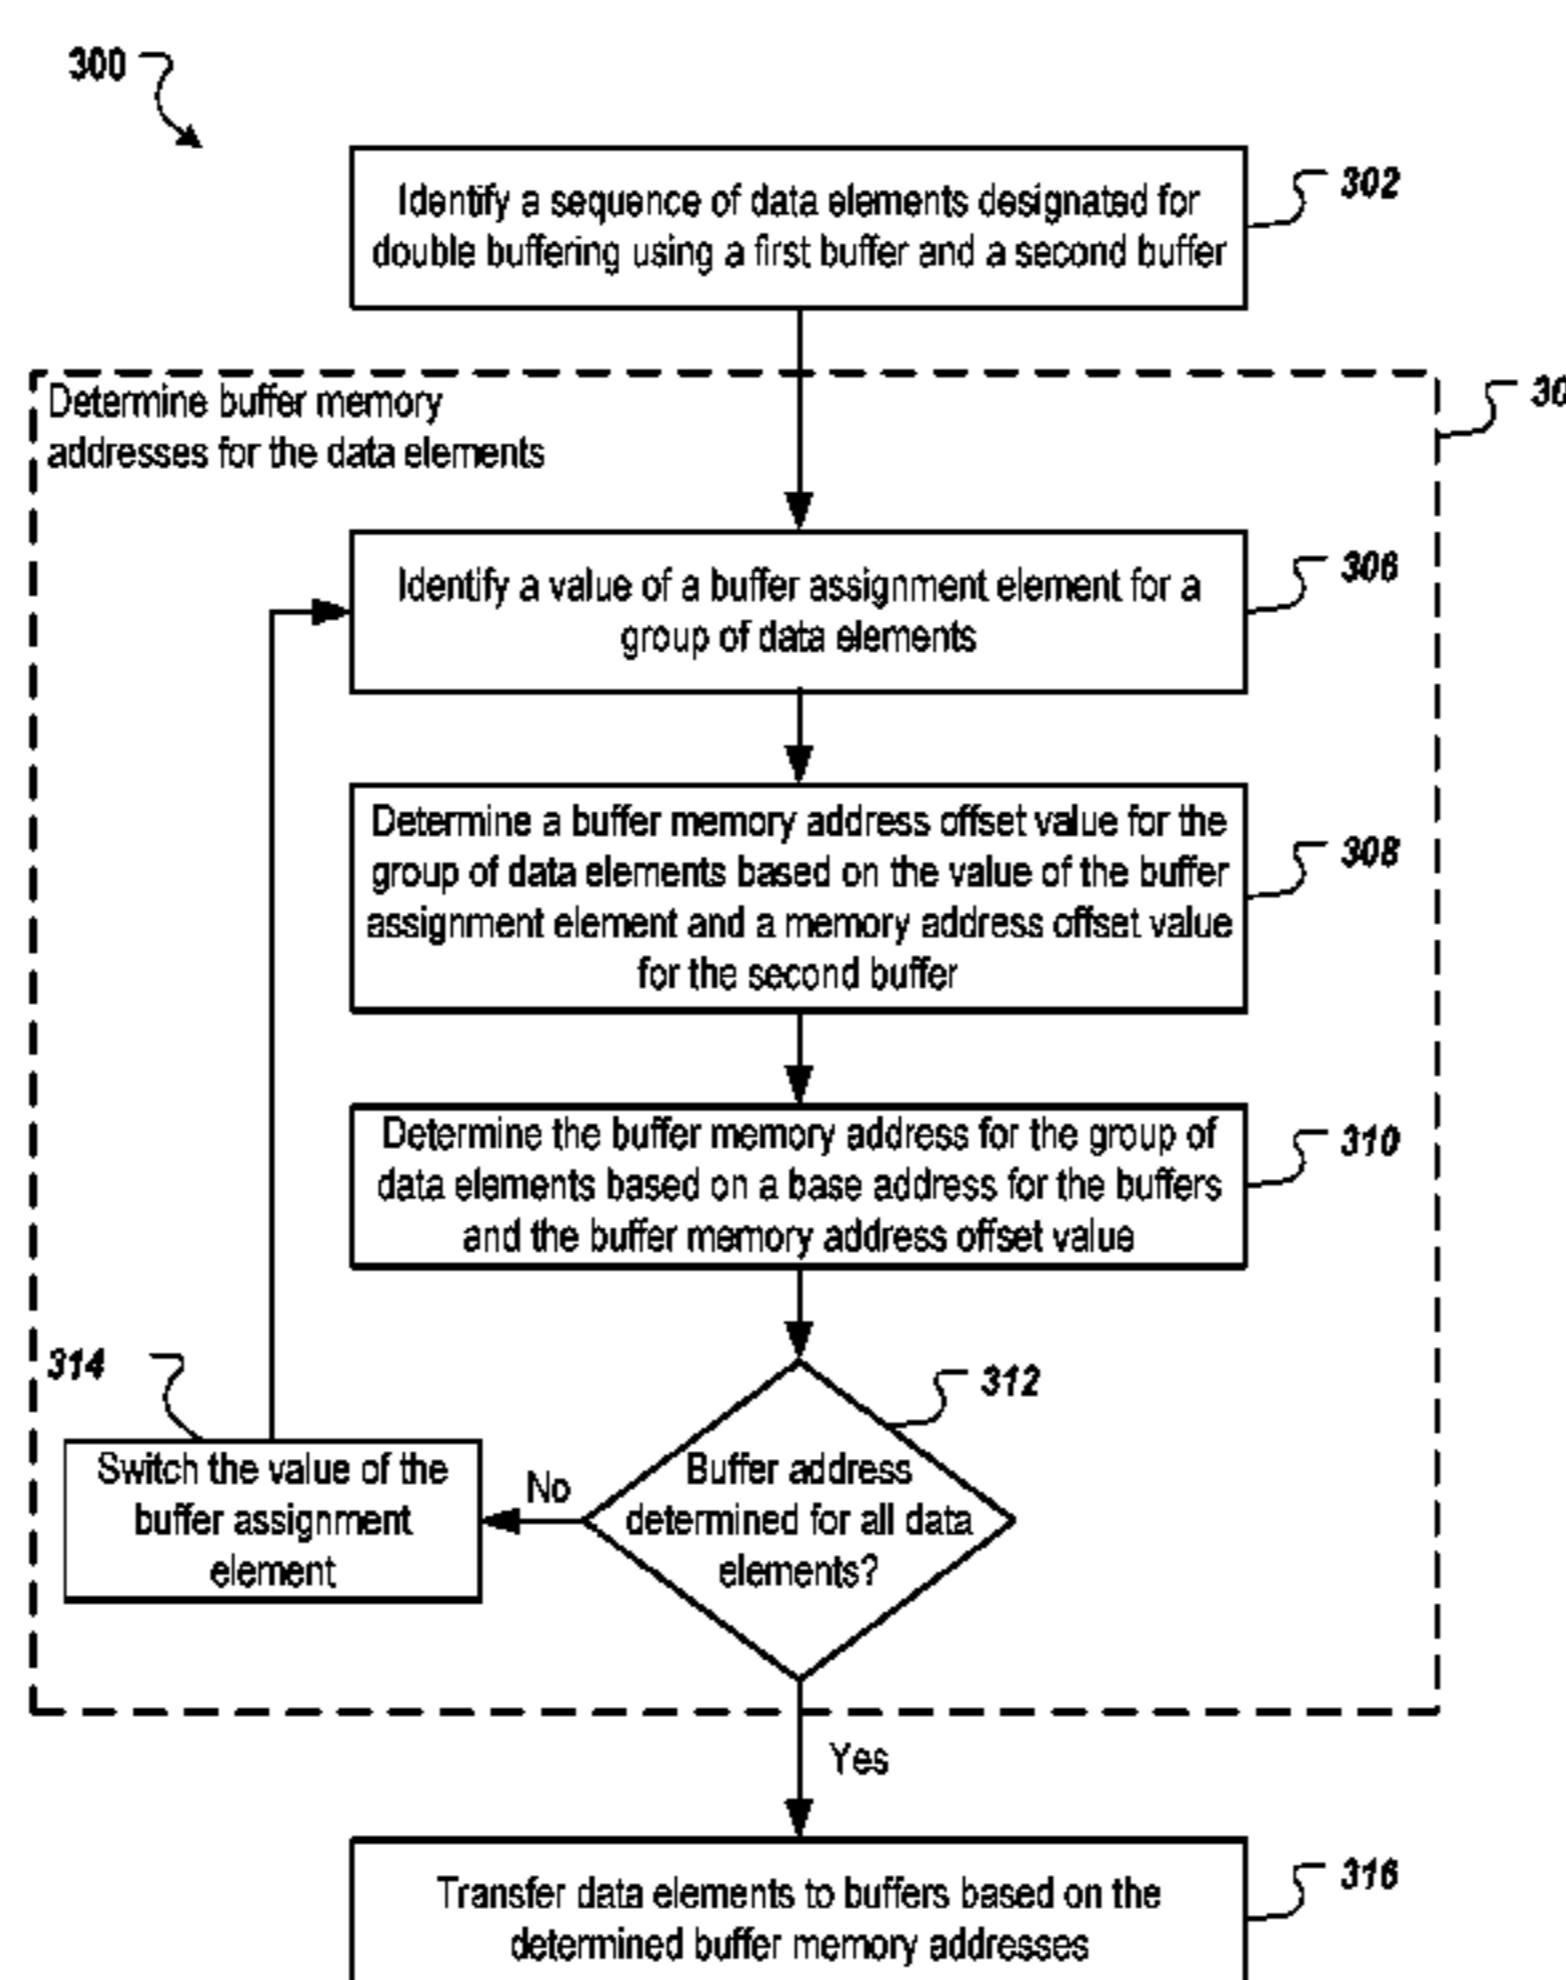 300
Identify a sequence of data elements designated for
double buffering using a first buffer and a second buffer
302
Determine buffer memory
addresses for the data elements
30
Identify a value of a buffer assignment element for a
group of data elements
306
Determine a buffer memory address offset value for the
group of data elements based on the value of the buffer
assignment element and a memory address offset value
for the second buffer
308
Determine the buffer memory address for the group of
data elements based on a base address for the buffers
and the buffer memory address offset value
310
314
312
Switch the value of the
buffer assignment
element
No
Buffer address
determined for all data
elements?
Yes
Transfer data elements to buffers based on the
determined buffer memory addresses
316